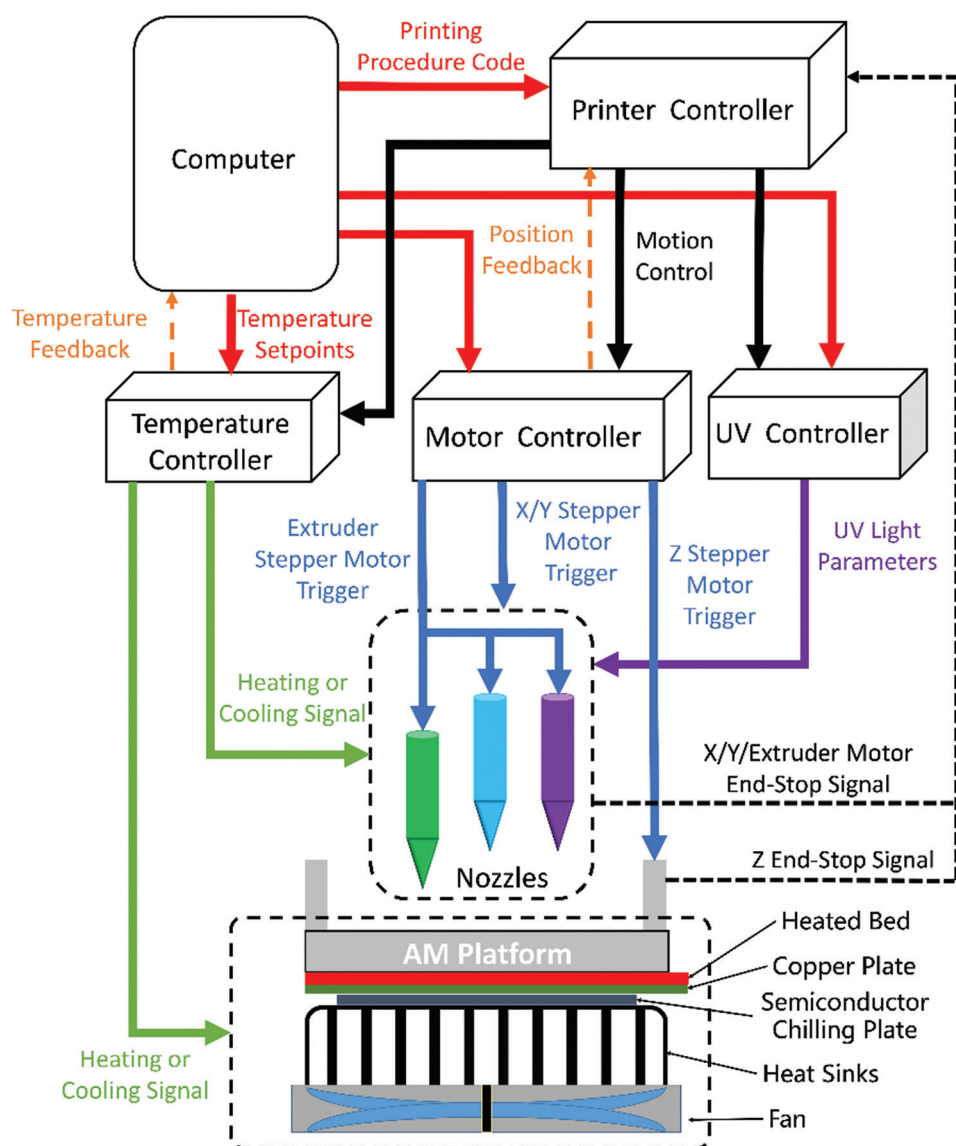 Printing
Procedure Code
Printer Controller
Computer
Position
Feedback
Motion
Control
Temperature
Feedback
Temperature
Setpoints
Temperature
Controller
Motor Controller
UV Controller
Extruder
Stepper Motor
Trigger
X/Y Stepper
Motor
Trigger
Z Stepper
Motor
Trigger
UV Light
Parameters
Heating or
Cooling Signal
X/Y/Extruder Motor
End-Stop Signal
Nozzles
Z End-Stop Signal
AM Platform
Heated Bed
Copper Plate
Semiconductor
Chilling Plate
Heating or
Cooling Signal
Heat Sinks
Fan